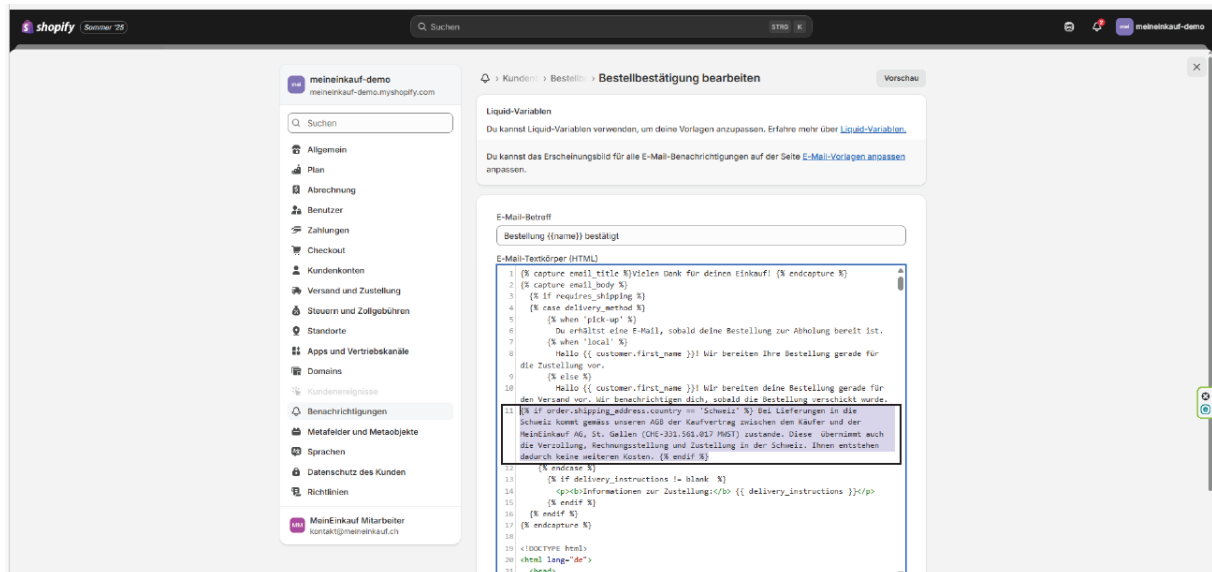 shopify Sommer '25
Suchen
STRG K
2
mei
meineinkauf-demo
mei
meineinkauf-demo
meineinkauf-demo.myshopify.com
Suchen
Allgemein
Plan
Abrechnung
Benutzer
Zahlungen
Checkout
Kundenkonten
Versand und Zustellung
Steuern und Zollgebühren
Standorte
Apps und Vertriebskanäle
Domains
Kundenereignisse
Benachrichtigungen
Metafelder und Metaobjekte
Sprachen
Datenschutz des Kunden
Richtlinien
MM
MeinEinkauf Mitarbeiter
kontakt@meineinkauf.ch
› Kunden › Bestell › Bestellbestätigung bearbeiten
Vorschau
Liquid-Variablen
Du kannst Liquid-Variablen verwenden, um deine Vorlagen anzupassen. Erfahre mehr über Liquid-Variablen.
Du kannst das Erscheinungsbild für alle E-Mail-Benachrichtigungen auf der Seite E-Mail-Vorlagen anpassen
anpassen.
E-Mail-Betreff
Bestellung {{name}} bestätigt
E-Mail-Textkörper (HTML)
1 {% capture email_title %}Vielen Dank für deinen Einkauf! {% endcapture %}
2 {% capture email_body %}
3 {% if requires_shipping %}
4 {% case delivery_method %}
5 {% when 'pick-up' %}
6 Du erhältst eine E-Mail, sobald deine Bestellung zur Abholung bereit ist.
7 {% when 'local' %}
8 Hallo {{ customer.first_name }}! Wir bereiten Ihre Bestellung gerade für
die Zustellung vor.
9 {% else %}
10 Hallo {{ customer.first_name }}! Wir bereiten deine Bestellung gerade für
den Versand vor. Wir benachrichtigen dich, sobald die Bestellung verschickt wurde.
11 {% if order.shipping_address.country == 'Schweiz' %} Bei Lieferungen in die
Schweiz kommt gemäss unseren AGB der Kaufvertrag zwischen dem Käufer und der
MeinEinkauf AG, St. Gallen (CHE-331.561.017 MWST) zustande. Diese übernimmt auch
die Verzollung, Rechnungsstellung und Zustellung in der Schweiz. Ihnen entstehen
dadurch keine weiteren Kosten. {% endif %}
12 {% endcase %}
13 {% if delivery_instructions != blank %}
14 <p><b>Informationen zur Zustellung:</b> {{ delivery_instructions }}</p>
15 {% endif %}
16 {% endif %}
17 {% endcapture %}
18
19 <!DOCTYPE html>
20 <html lang="de">
21 <head>